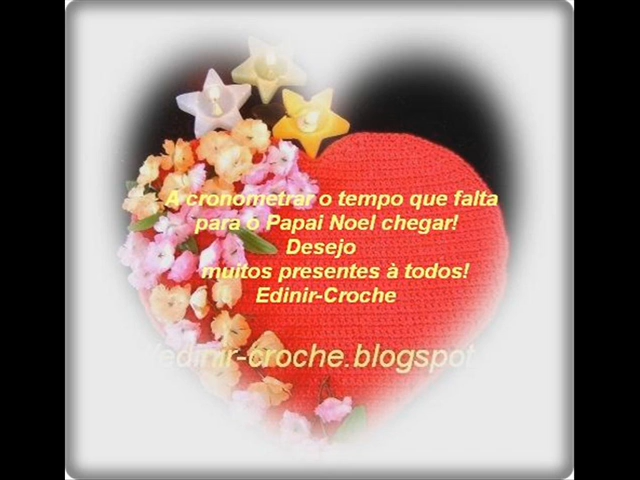 A cronometrar o tempo que falta
para o Papai Noel chegar!
Desejo
muitos presentes à todos!
Edinir-Croche
/edinir-croche.blogspot